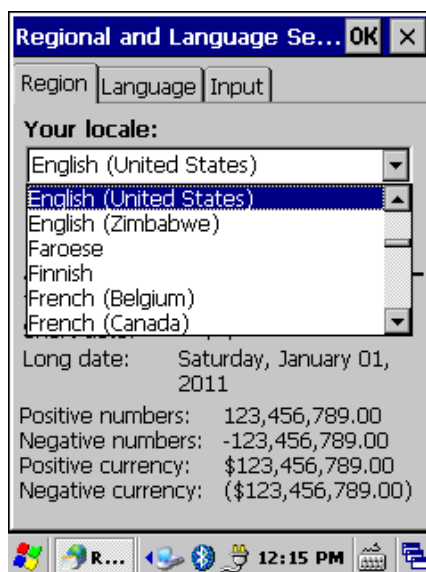 Regional and Language Se... OK ×
Region Language Input
Your locale:
English (United States)
English (United States)
English (Zimbabwe)
Faroese
Finnish
French (Belgium)
French (Canada)
Long date: Saturday, January 01,
2011
Positive numbers: 123,456,789.00
Negative numbers: -123,456,789.00
Positive currency: $123,456,789.00
Negative currency: ($123,456,789.00)
R... 12:15 PM